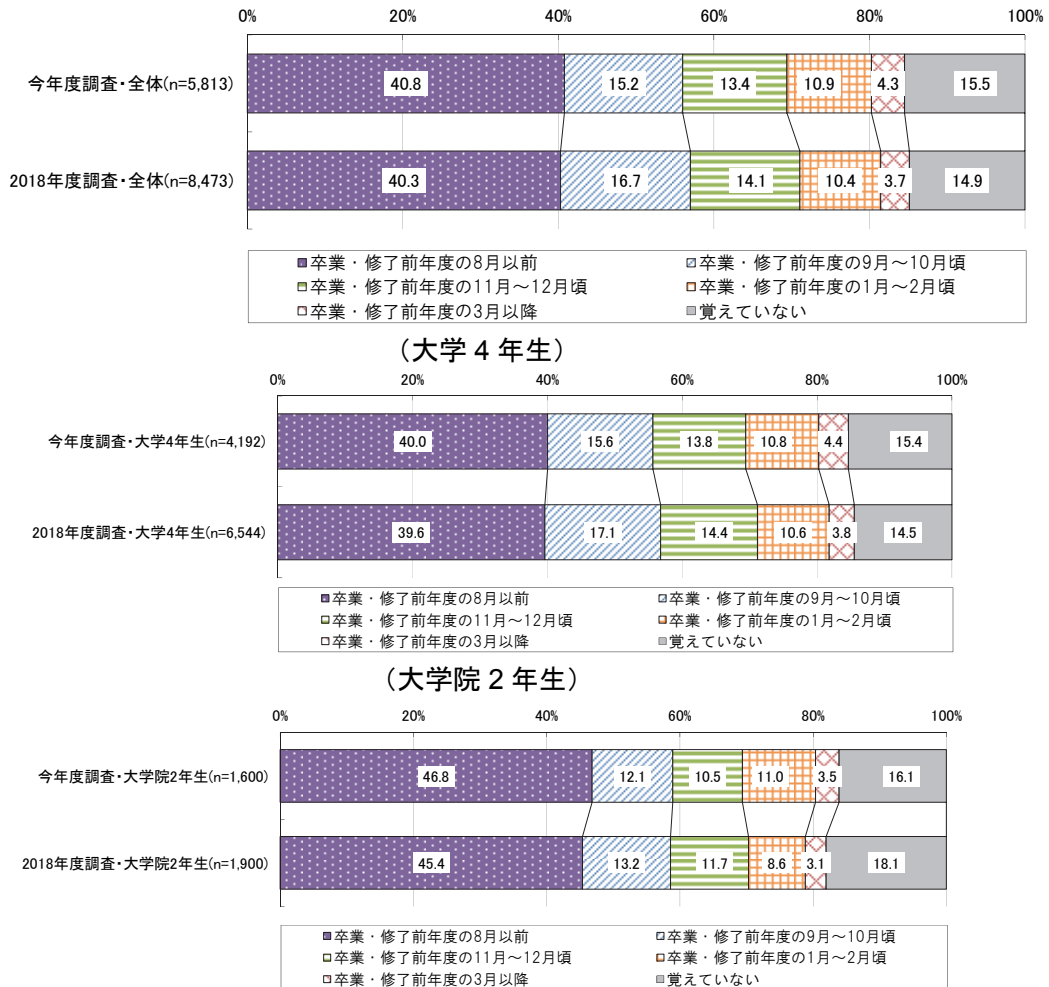 0% 20% 40% 60% 80% 100%
今年度調査・全体(n=5,813) 40.8 15.2 13.4 10.9 4.3 15.5
2018年度調査・全体(n=8,473) 40.3 16.7 14.1 10.4 3.7 14.9
卒業・修了前年度の8月以前 卒業・修了前年度の9月～10月頃
卒業・修了前年度の11月～12月頃 卒業・修了前年度の1月～2月頃
卒業・修了前年度の3月以降 覚えていない
（大学4年生）
0% 20% 40% 60% 80% 100%
今年度調査・大学4年生(n=4,192) 40.0 15.6 13.8 10.8 4.4 15.4
2018年度調査・大学4年生(n=6,544) 39.6 17.1 14.4 10.6 3.8 14.5
卒業・修了前年度の8月以前 卒業・修了前年度の9月～10月頃
卒業・修了前年度の11月～12月頃 卒業・修了前年度の1月～2月頃
卒業・修了前年度の3月以降 覚えていない
（大学院2年生）
0% 20% 40% 60% 80% 100%
今年度調査・大学院2年生(n=1,600) 46.8 12.1 10.5 11.0 3.5 16.1
2018年度調査・大学院2年生(n=1,900) 45.4 13.2 11.7 8.6 3.1 18.1
卒業・修了前年度の8月以前 卒業・修了前年度の9月～10月頃
卒業・修了前年度の11月～12月頃 卒業・修了前年度の1月～2月頃
卒業・修了前年度の3月以降 覚えていない